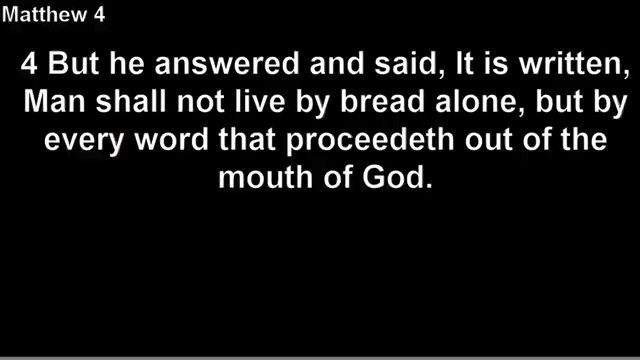 Matthew 4
4 But he answered and said, It is written,
Man shall not live by bread alone, but by
every word that proceedeth out of the
mouth of God.